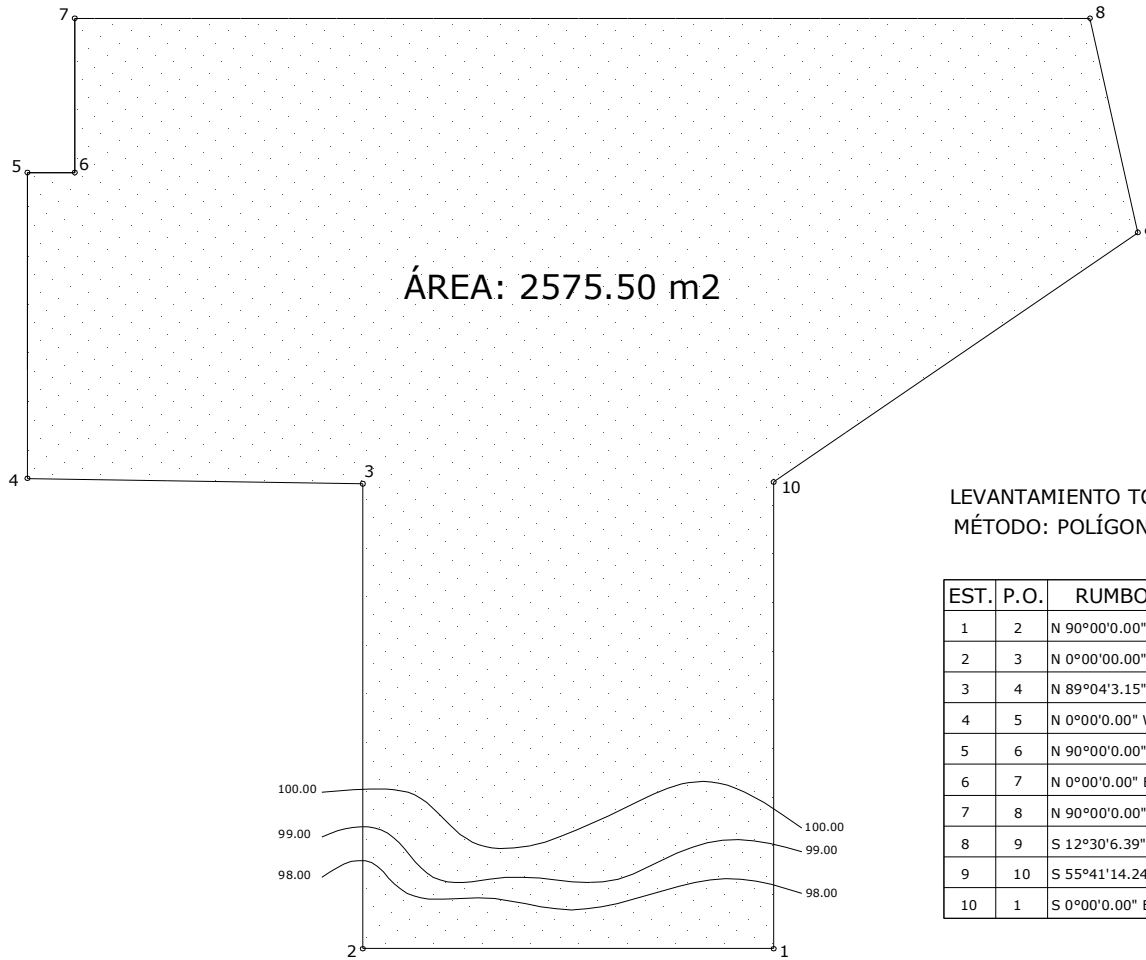 7
8
5
6
ÁREA: 2575.50 m2
4
3
10
LEVANTAMIENTO
MÉTODO:
EST. P.O. RUMBO
1 2 N 90°00'0.00"
2 3 N 0°00'00.00"
3 4 N 89°04'3.15"
4 5 N 0°00'0.00"
5 6 N 90°00'0.00"
6 7 N 0°00'0.00" E
7 8 N 90°00'0.00"
8 9 S 12°30'6.39"
9 10 S 55°41'14.24
10 1 S 0°00'0.00" E
100.00
99.00
98.00
100.00
99.00
98.00
2
1